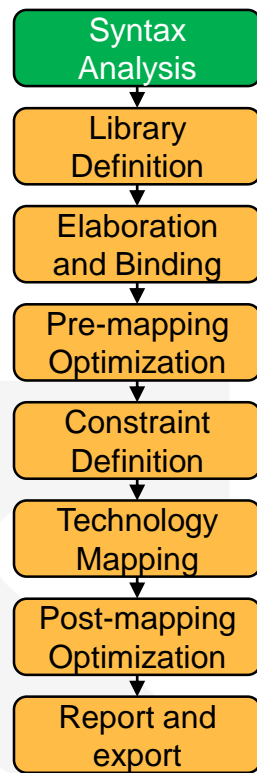 Syntax
Analysis
Library
Definition
Elaboration
and Binding
Pre-mapping
Optimization
Constraint
Definition
Technology
Mapping
Post-mapping
Optimization
Report and
export